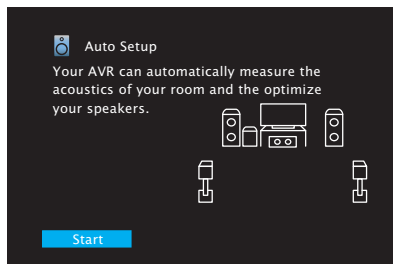 Auto Setup
Your AVR can automatically measure the
acoustics of your room and the optimize
your speakers.
Start